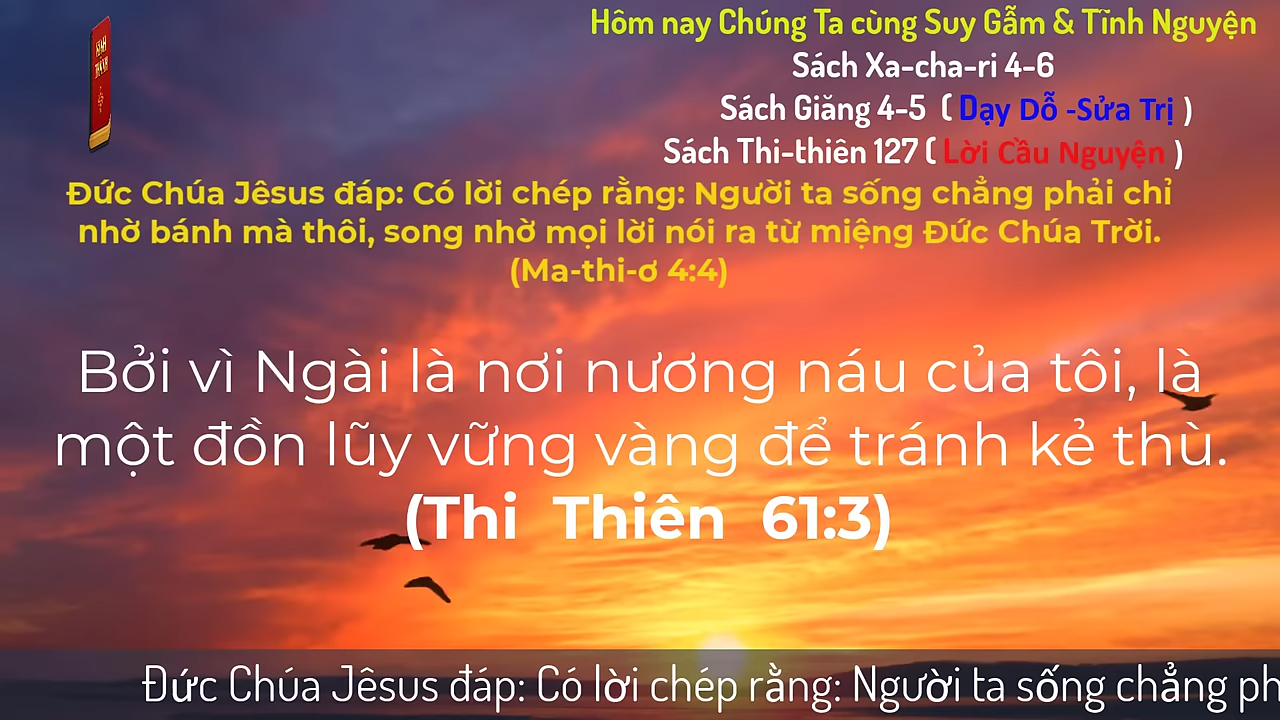 KINH
THÁNH
Hôm nay Chúng Ta cùng Suy Gẫm & Tĩnh Nguyện
Sách Xa-cha-ri 4-6
Sách Giăng 4-5 ( Dạy Dỗ -Sửa Trị )
Sách Thi-thiên 127 ( Lời Cầu Nguyện )
Đức Chúa Jêsus đáp: Có lời chép rằng: Người ta sống chẳng phải chỉ
nhờ bánh mà thôi, song nhờ mọi lời nói ra từ miệng Đức Chúa Trời.
(Ma-thi-ơ 4:4)
Bởi vì Ngài là nơi nương náu của tôi, là
một đồn lũy vững vàng để tránh kẻ thù.
(Thi Thiên 61:3)
Đức Chúa Jêsus đáp: Có lời chép rằng: Người ta sống chẳng ph